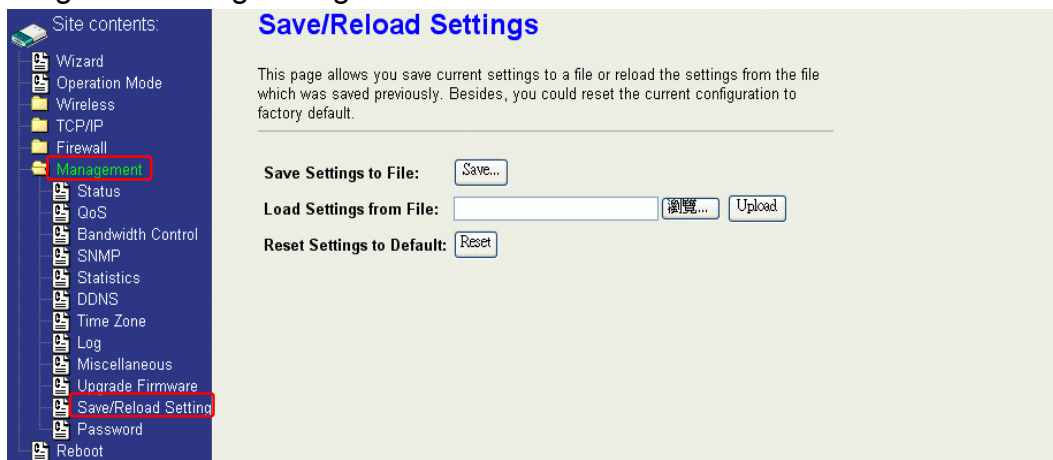 Site contents:
Wizard
Operation Mode
Wireless
TCP/IP
Firewall
Management
Status
QoS
Bandwidth Control
SNMP
Statistics
DDNS
Time Zone
Log
Miscellaneous
Upgrade Firmware
Save/Reload Setting
Password
Reboot
Save/Reload Settings
This page allows you save current settings to a file or reload the settings from the file
which was saved previously. Besides, you could reset the current configuration to
factory default.
Save Settings to File: Save...
Load Settings from File: 瀏覽... Upload
Reset Settings to Default: Reset